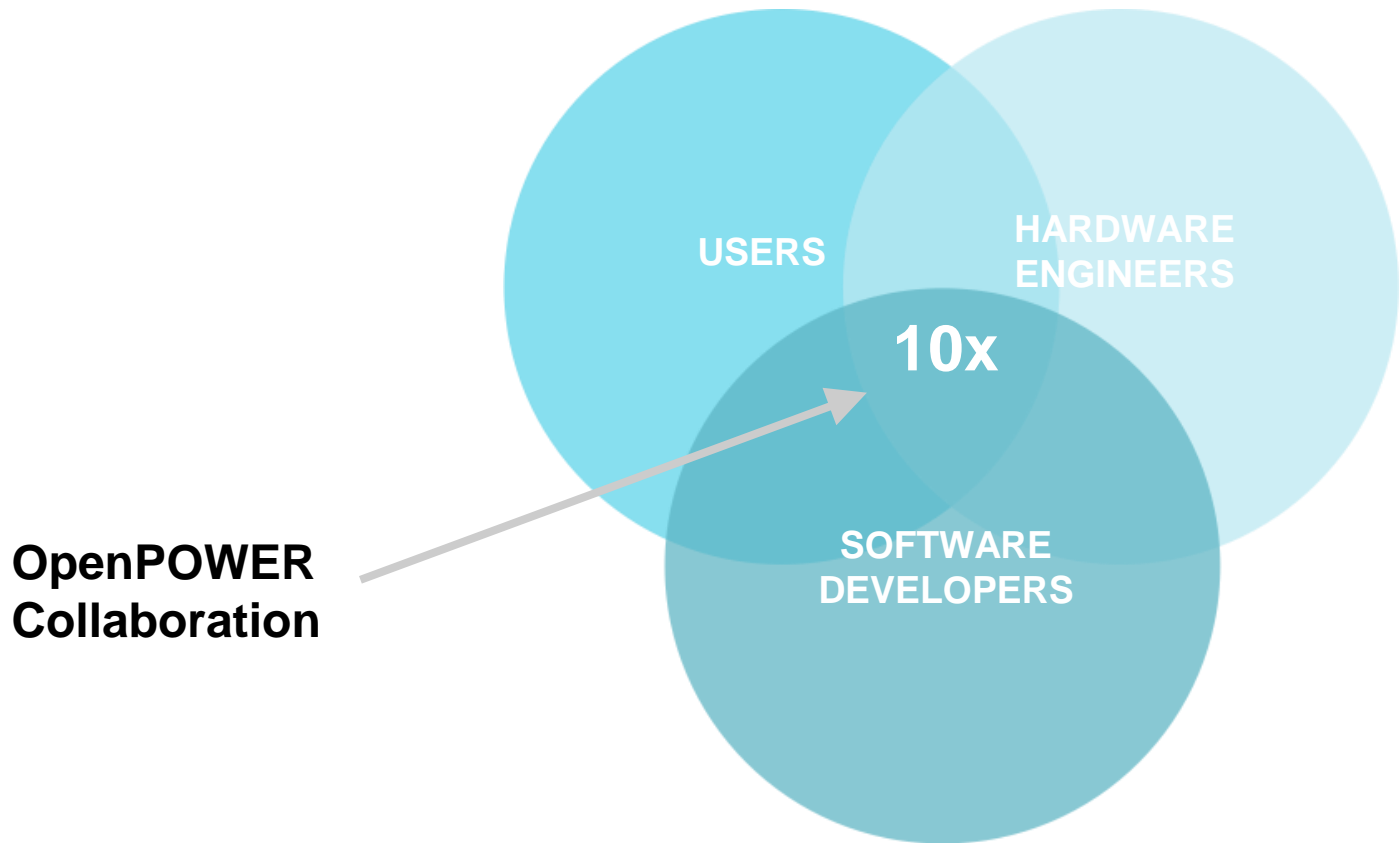 USERS
HARDWARE
ENGINEERS
10x
SOFTWARE
DEVELOPERS
OpenPOWER
Collaboration